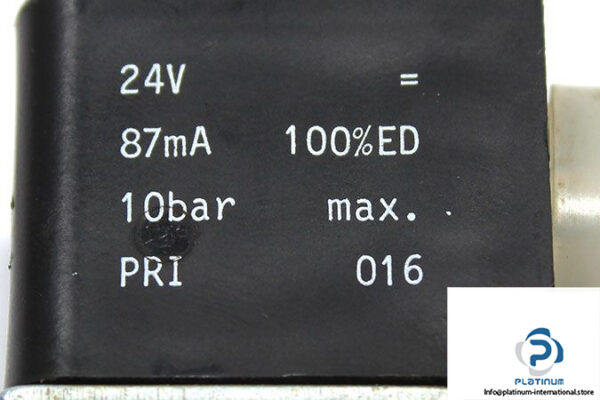 24V =
87mA 100%ED
10bar max.
PRI 016
PLATINUM
Info@platinum-international.store